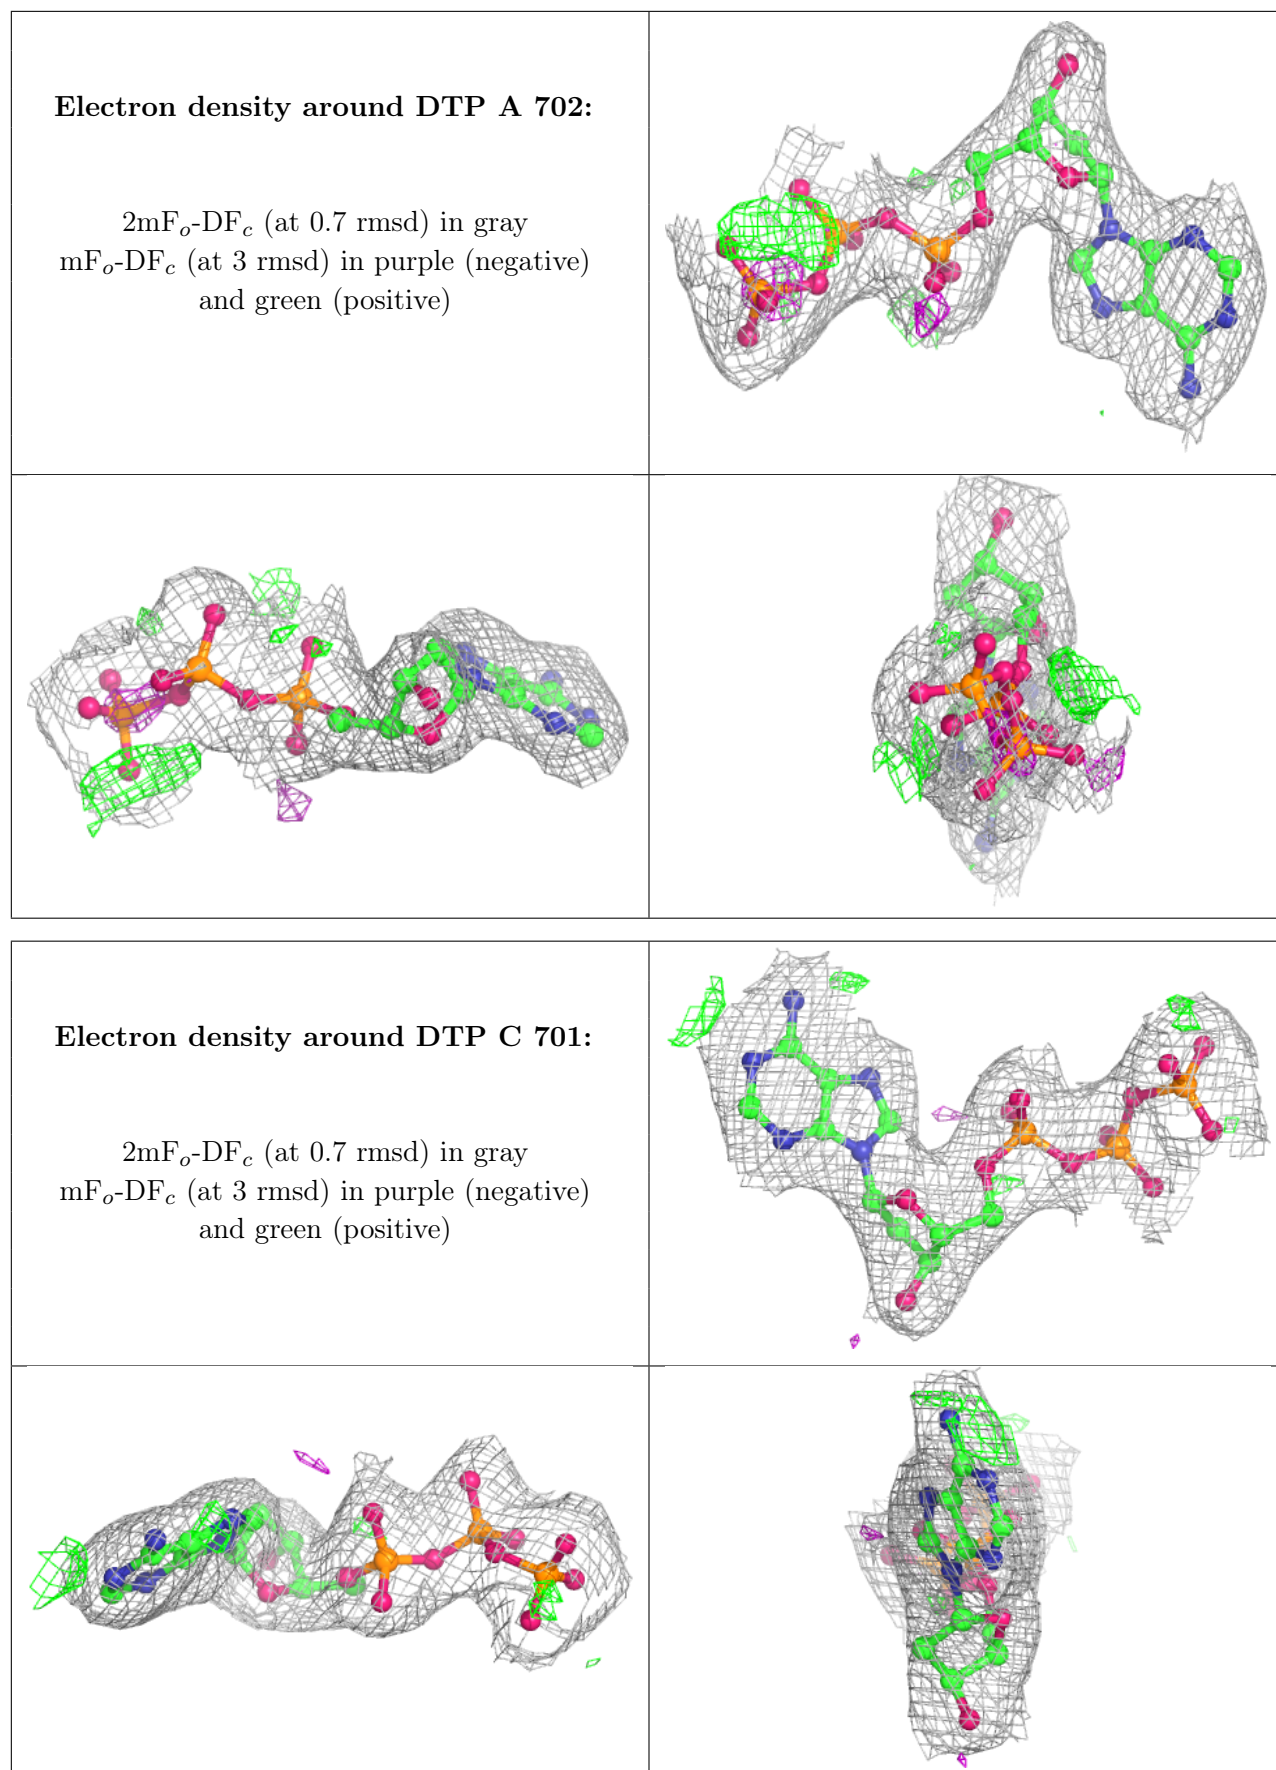 Electron density around DTP A 702:
2mFo-DFc (at 0.7 rmsd) in gray
mFo-DFc (at 3 rmsd) in purple (negative)
and green (positive)
Electron density around DTP C 701:
2mFo-DFc (at 0.7 rmsd) in gray
mFo-DFc (at 3 rmsd) in purple (negative)
and green (positive)